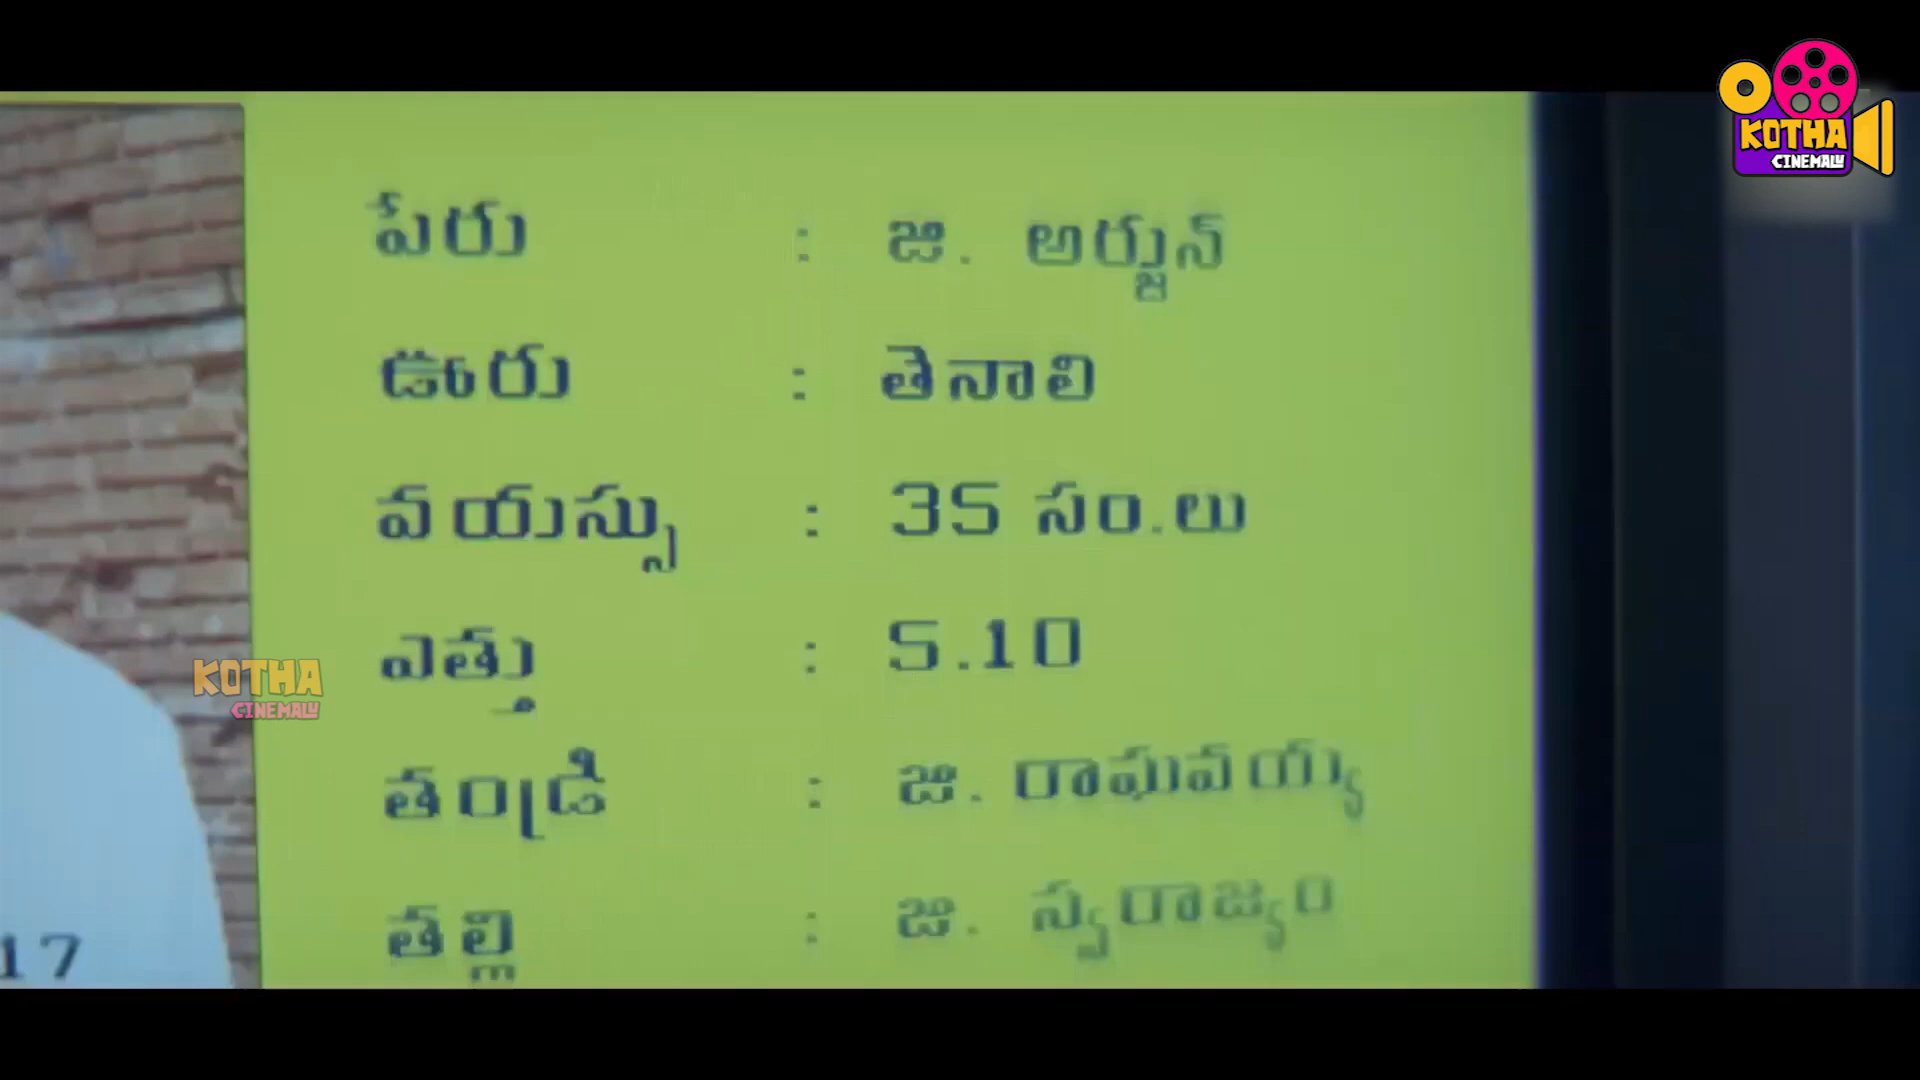 KOTHA
CINEMALU
పేరు : జి. అర్జున్
ఊరు : తెనాలి
వయస్సు : 35 సం.లు
ఎత్తు : 5.10
తండ్రి : జి. రాఘవయ్య
తల్లి : జి. స్వరాజ్యం
KOTHA
CINEMALU
17